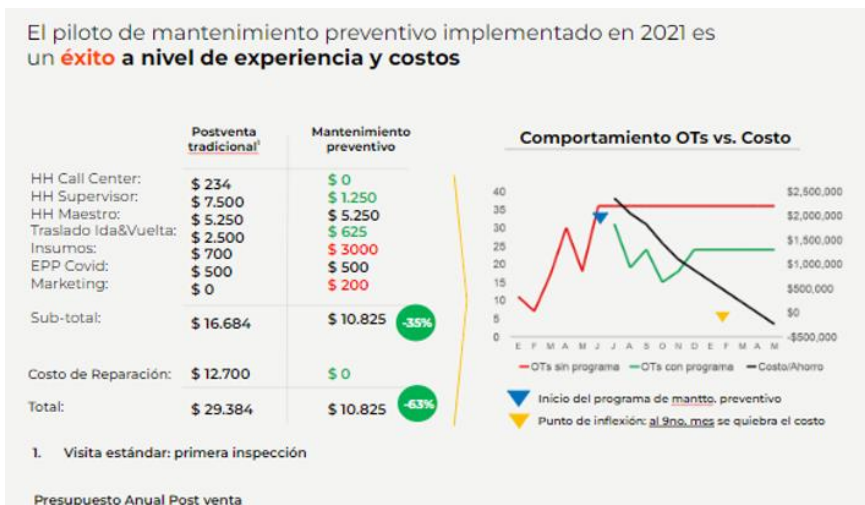 El piloto de mantenimiento preventivo implementado en 2021 es
un éxito a nivel de experiencia y costos
Postventa tradicional¹ Mantenimiento preventivo
HH Call Center: $ 234 $ 0
HH Supervisor: $ 7.500 $ 1.250
HH Maestro: $ 5.250 $ 5.250
Traslado Ida&Vuelta: $ 2.500 $ 625
Insumos: $ 700 $ 3000
EPP Covid: $ 500 $ 500
Marketing: $ 0 $ 200
Sub-total: $ 16.684 $ 10.825 -35%
Costo de Reparación: $ 12.700 $ 0
Total: $ 29.384 $ 10.825 -63%
1. Visita estándar: primera inspección
Presupuesto Anual Post venta
Comportamiento OTs vs. Costo
40 $2,500,000
35 $2,000,000
30 $1,500,000
25 $1,000,000
20 $500,000
15 $0
10 -$500,000
5
0
E F M A M J J A S O N D E F M A M
OTs sin programa OTs con programa Costo/Ahorro
Inicio del programa de mantto. preventivo
Punto de inflexión: al 9no. mes se quiebra el costo